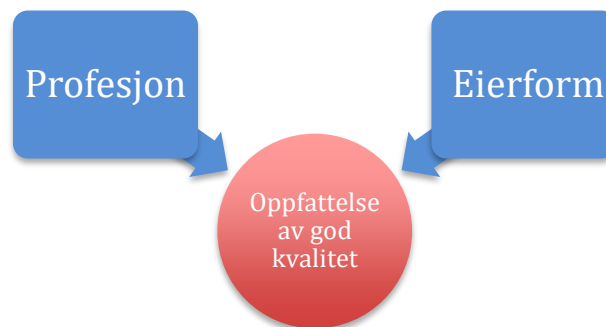 Profesjon
Eierform
Oppfattelse
av god
kvalitet